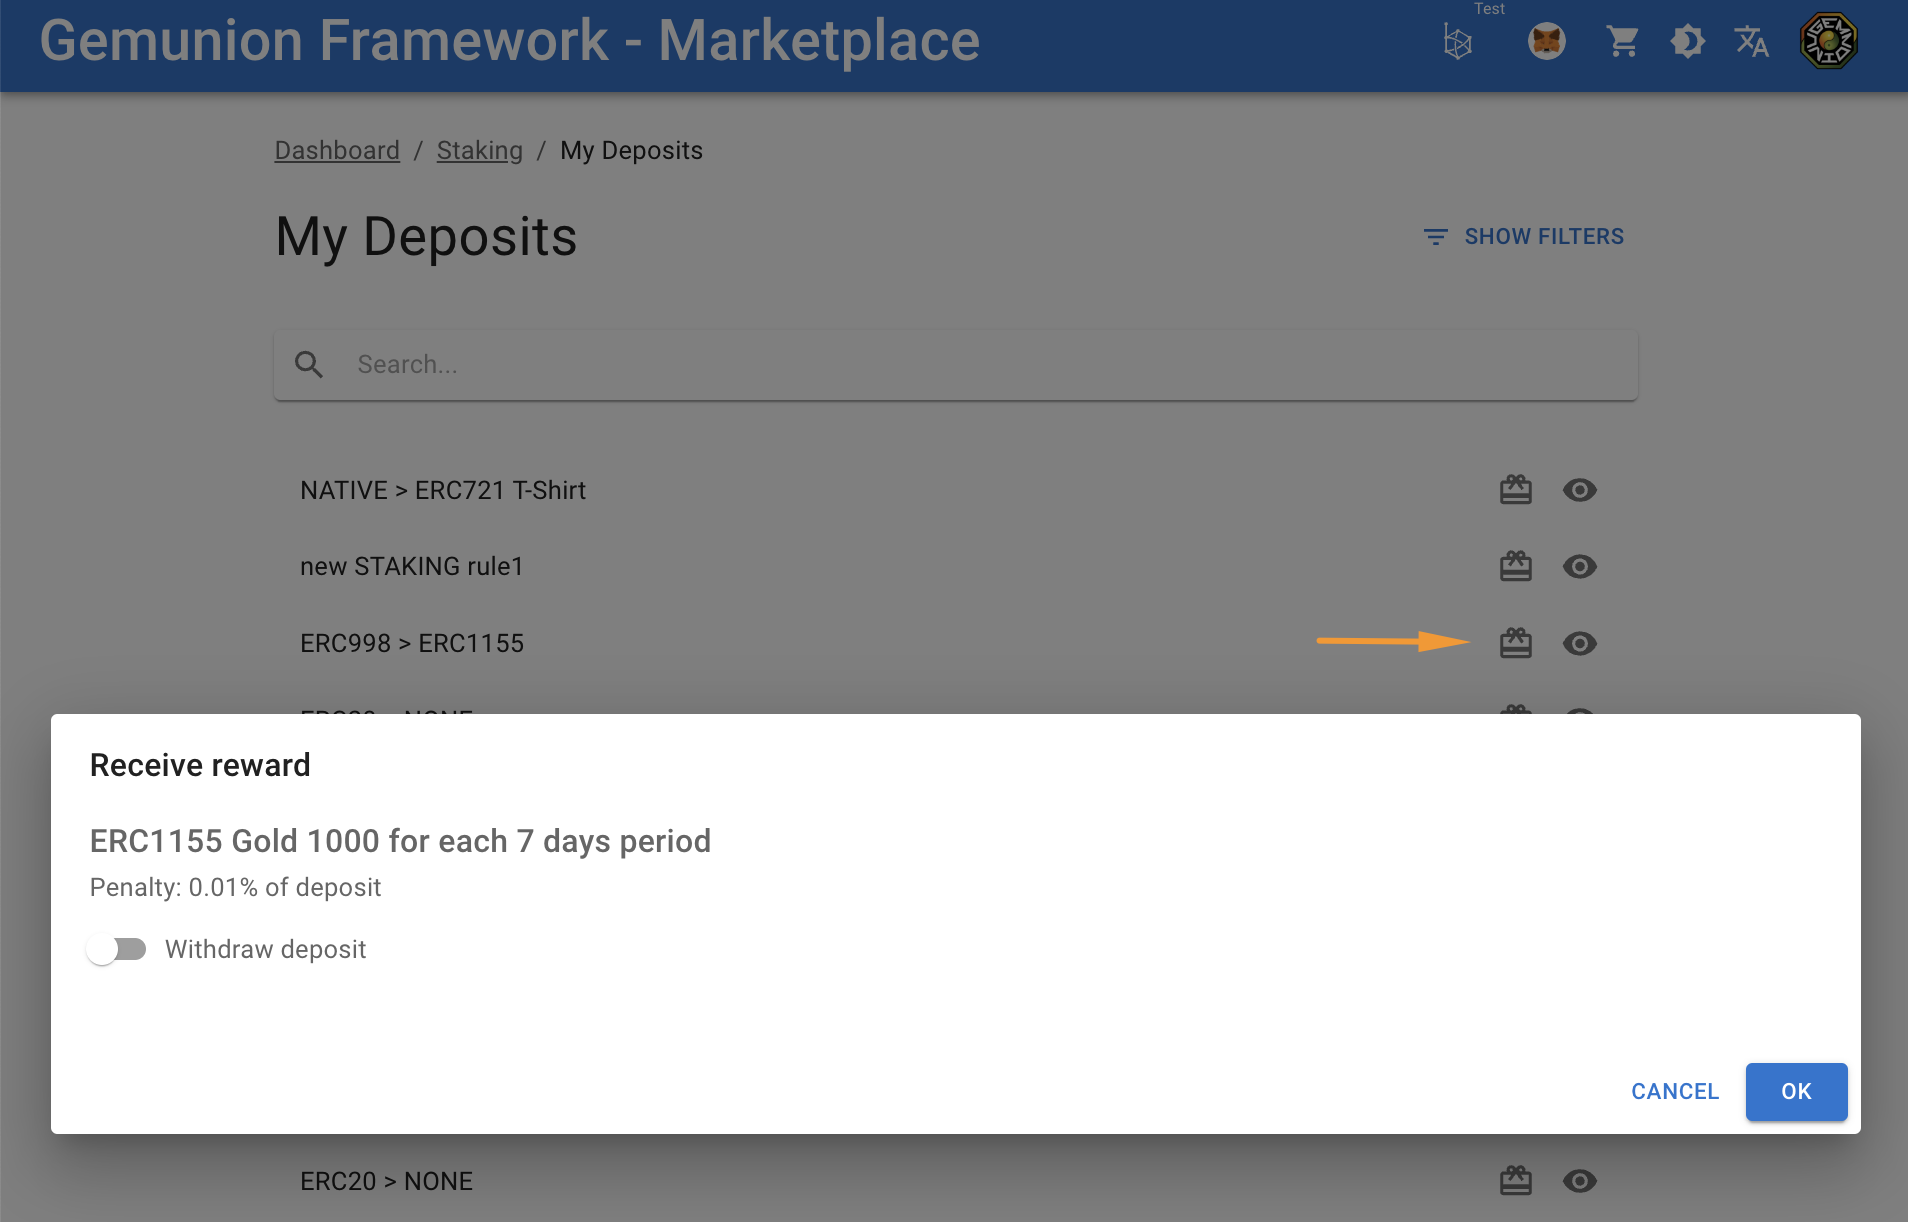 Gemunion Framework - Marketplace
Test
Dashboard / Staking / My Deposits
My Deposits
SHOW FILTERS
Search...
NATIVE > ERC721 T-Shirt
new STAKING rule1
ERC998 > ERC1155
Receive reward
ERC1155 Gold 1000 for each 7 days period
Penalty: 0.01% of deposit
Withdraw deposit
CANCEL
OK
ERC20 > NONE